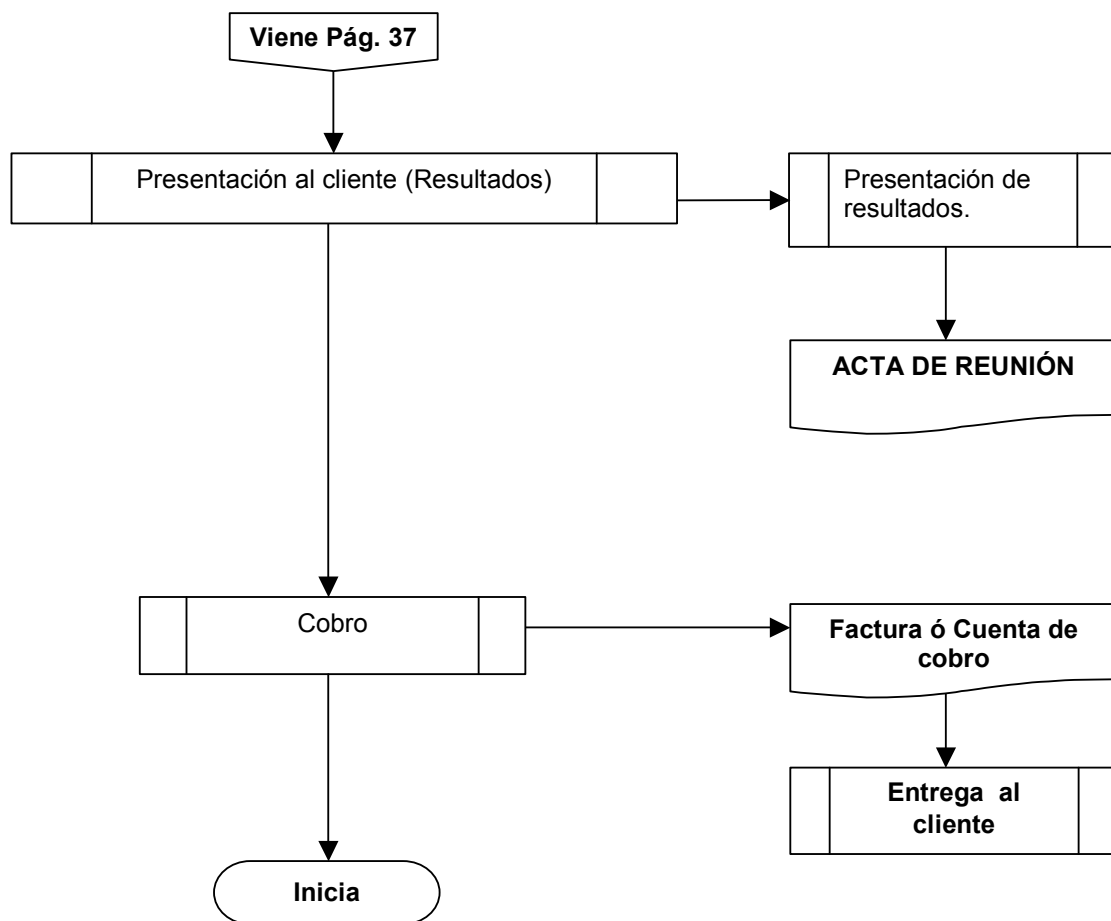 Viene Pág. 37
Presentación al cliente (Resultados)
Presentación de
resultados.
ACTA DE REUNIÓN
Cobro
Factura ó Cuenta de
cobro
Entrega al
cliente
Inicia